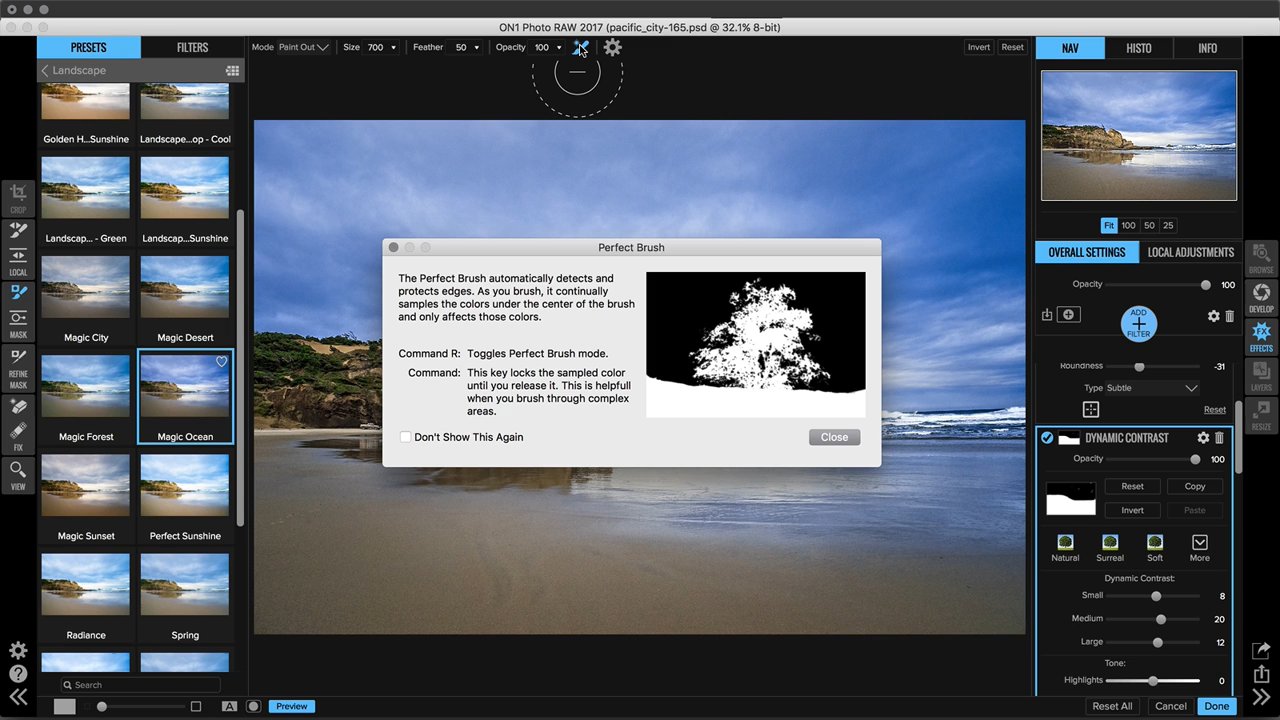 ON1 Photo RAW 2017 (pacific_city-165.psd @ 32.1% 8-bit)
PRESETS
FILTERS
Mode Paint Out Size 700 Feather 50 Opacity 100
Invert Reset
NAV
HISTO
INFO
Landscape
Golden H...Sunshine
Landscape...op - Cool
Landscap... - Green
Landscap...Sunshine
Magic City
Magic Desert
Magic Forest
Magic Ocean
Magic Sunset
Perfect Sunshine
Radiance
Spring
Search
CROP
LOCAL
MASK
REFINE
MASK
FIX
VIEW
Perfect Brush
The Perfect Brush automatically detects and
protects edges. As you brush, it continually
samples the colors under the center of the brush
and only affects those colors.
Command R: Toggles Perfect Brush mode.
Command: This key locks the sampled color
until you release it. This is helpfull
when you brush through complex
areas.
Don't Show This Again
Close
Fit 100 50 25
OVERALL SETTINGS
LOCAL ADJUSTMENTS
Opacity 100
ADD
FILTER
Roundness -31
Type Subtle
Reset
DYNAMIC CONTRAST
Opacity 100
Reset Copy
Invert Paste
Natural Surreal Soft More
Dynamic Contrast:
Small 8
Medium 20
Large 12
Tone:
Highlights 0
BROWSE
DEVELOP
FX
EFFECTS
LAYERS
RESIZE
A
Preview
Reset All Cancel Done